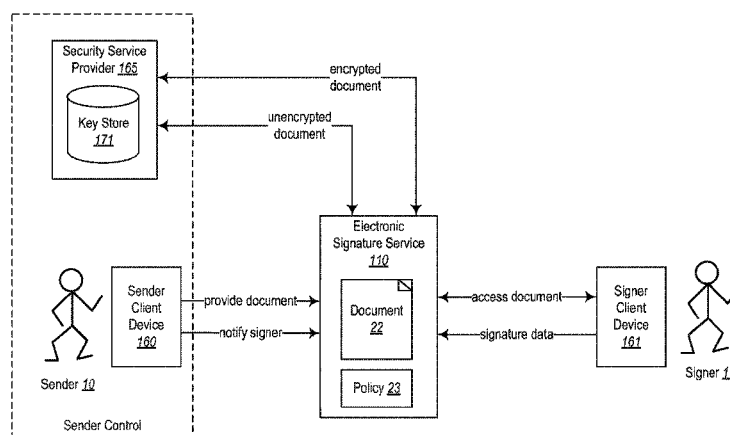 Security Service
Provider 165
Key Store
171
encrypted
document
unencrypted
document
Electronic
Signature Service
110
Document
22
Policy 23
Sender
Client
Device
160
provide document
notify signer
access document
signature data
Signer
Client
Device
161
Sender 10
Signer 1
Sender Control